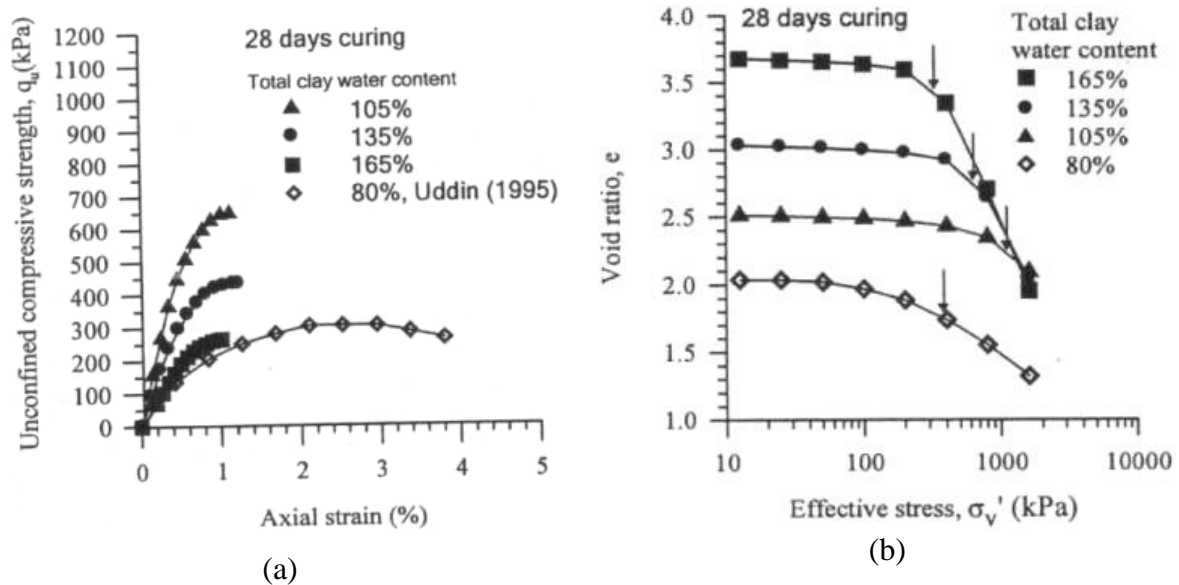 28 days curing
Total clay water content
105%
135%
165%
80%, Uddin (1995)
Unconfined compressive strength, qᵤ(kPa)
1200
1100
1000
900
800
700
600
500
400
300
200
100
0
0 1 2 3 4 5
Axial strain (%)
(a)
28 days curing
Total clay
water content
165%
135%
105%
80%
Void ratio, e
4.0
3.5
3.0
2.5
2.0
1.5
1.0
10 100 1000 10000
Effective stress, σᵥ' (kPa)
(b)